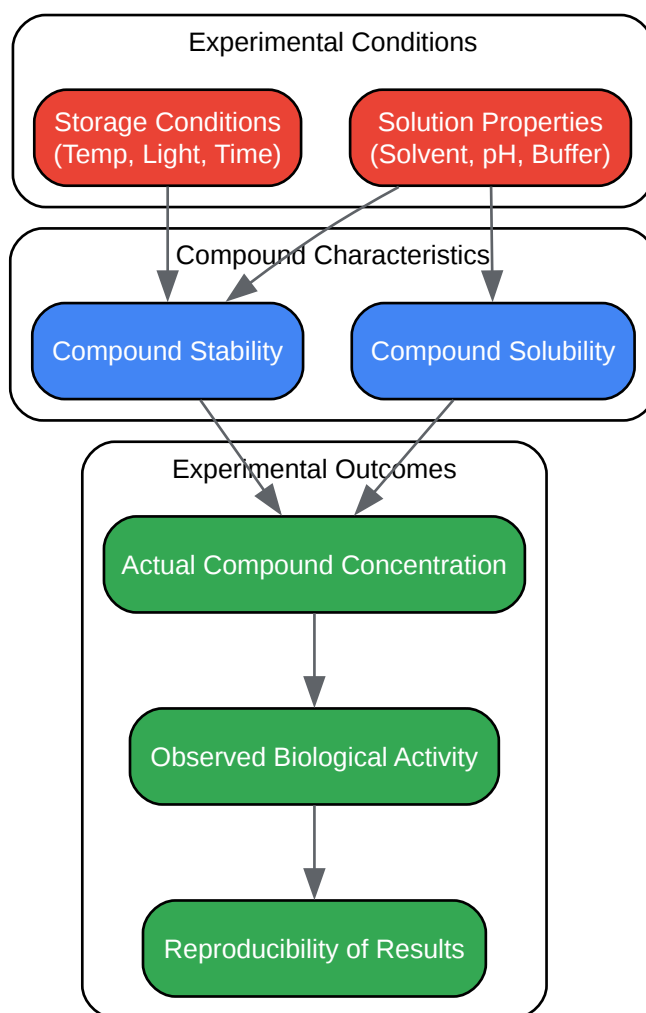 Experimental Conditions
Storage Conditions
(Temp, Light, Time)
Solution Properties
(Solvent, pH, Buffer)
Compound Characteristics
Compound Stability
Compound Solubility
Experimental Outcomes
Actual Compound Concentration
Observed Biological Activity
Reproducibility of Results